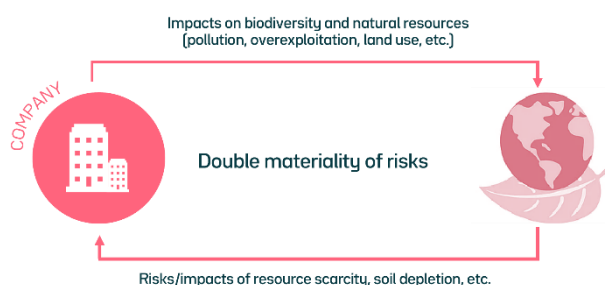 Impacts on biodiversity and natural resources
(pollution, overexploitation, land use, etc.)
COMPANY
Double materiality of risks
Risks/impacts of resource scarcity, soil depletion, etc.